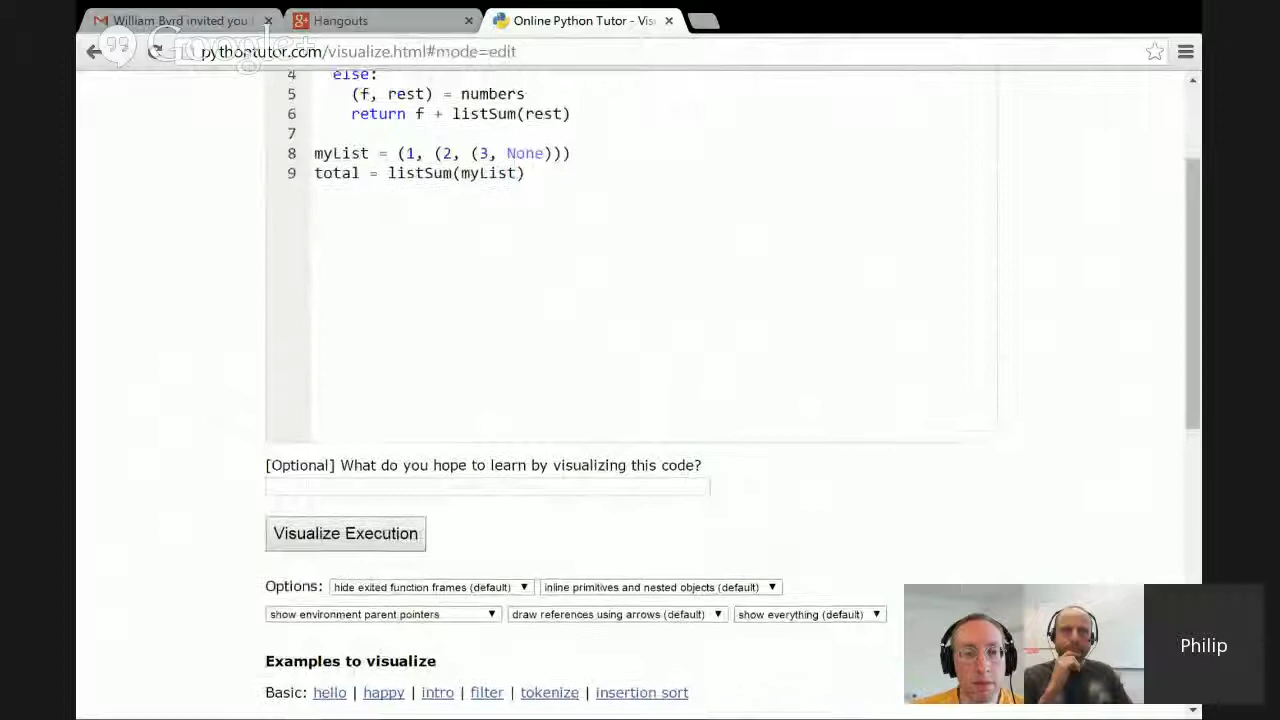 William Byrd invited you
Hangouts
Online Python Tutor - Vis
Google+
pythontutor.com/visualize.html#mode=edit
4 else:
5 (f, rest) = numbers
6 return f + listSum(rest)
7
8 myList = (1, (2, (3, None)))
9 total = listSum(myList)
[Optional] What do you hope to learn by visualizing this code?
Visualize Execution
Options: hide exited function frames (default) inline primitives and nested objects (default)
show environment parent pointers draw references using arrows (default) show everything (default)
Philip
Examples to visualize
Basic: hello | happy | intro | filter | tokenize | insertion sort